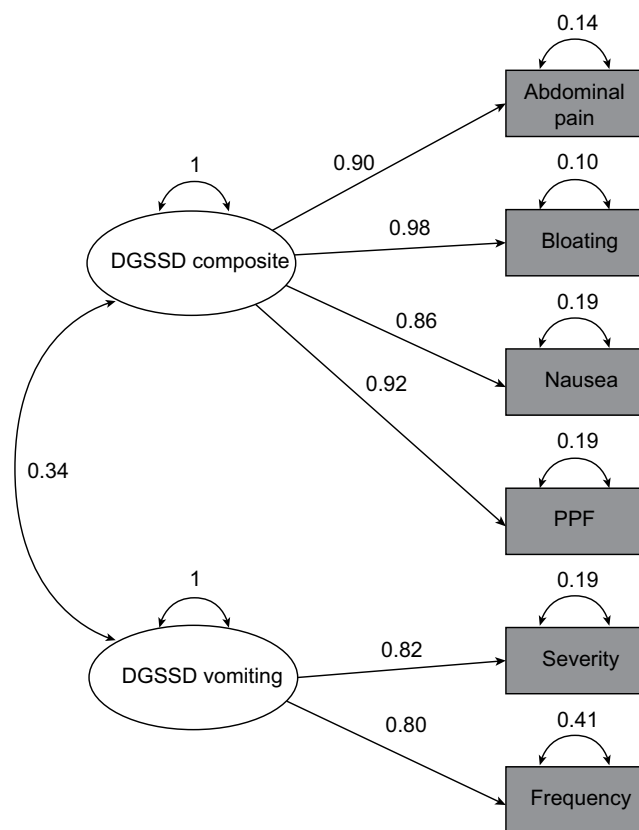 0.14
Abdominal
pain
0.90
1
0.10
DGSSD composite
0.98
Bloating
0.86
0.19
Nausea
0.92
0.19
PPF
0.34
1
0.19
DGSSD vomiting
0.82
Severity
0.80
0.41
Frequency